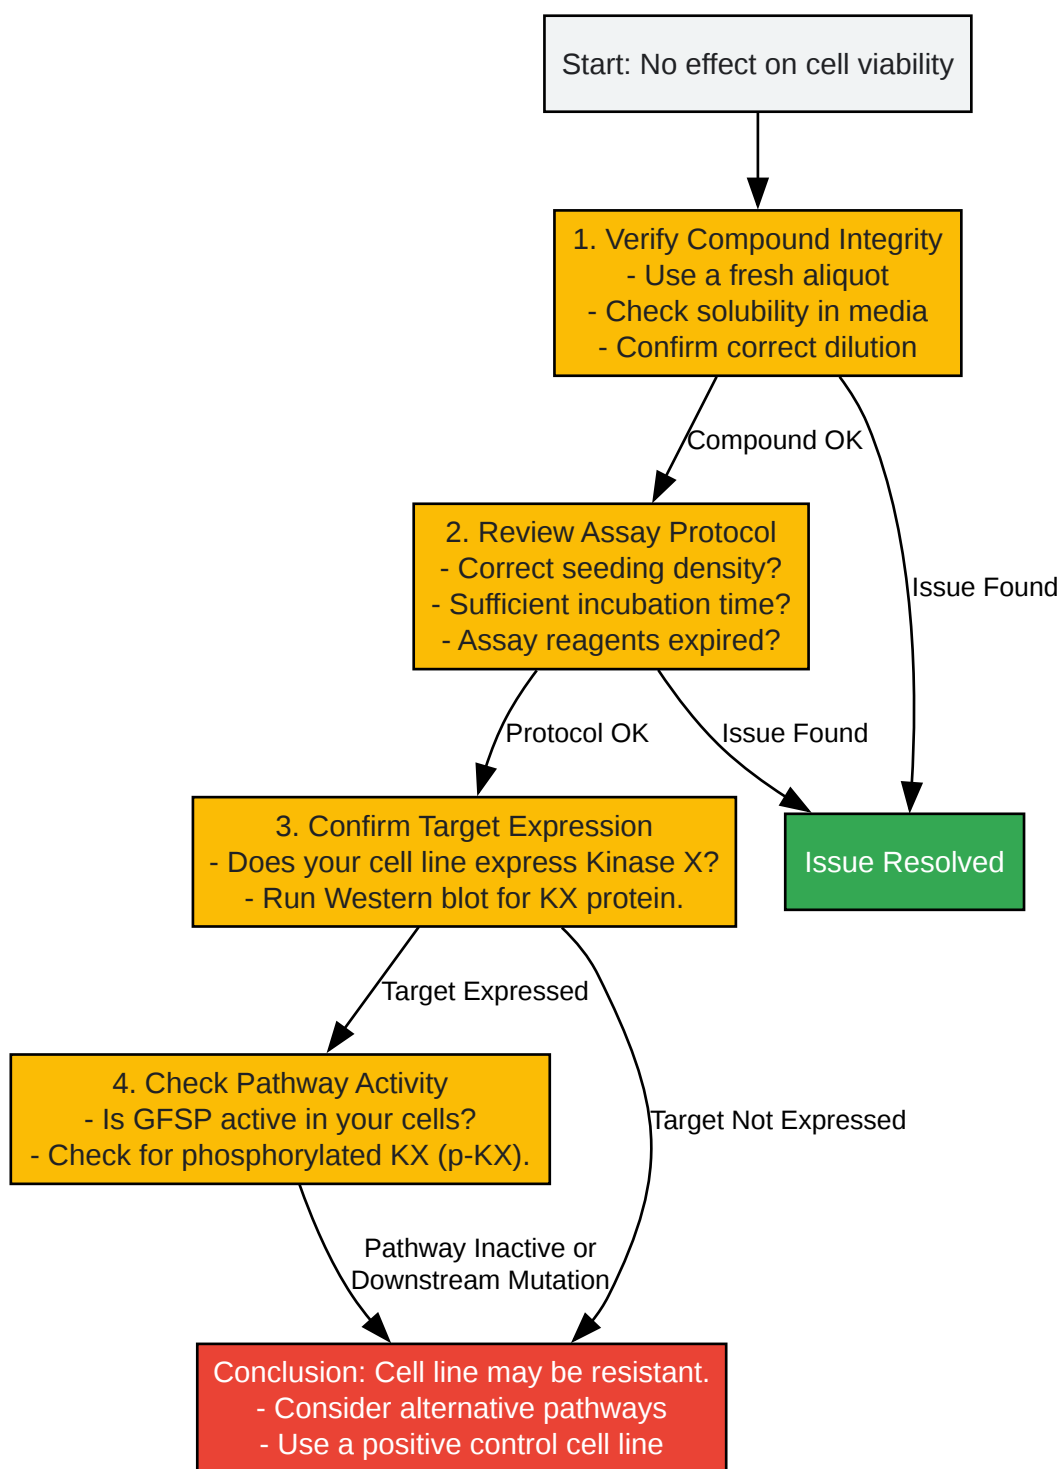 Start: No effect on cell viability
1. Verify Compound Integrity
- Use a fresh aliquot
- Check solubility in media
- Confirm correct dilution
Compound OK
2. Review Assay Protocol
- Correct seeding density?
- Sufficient incubation time?
- Assay reagents expired?
Issue Found
Protocol OK
Issue Found
3. Confirm Target Expression
- Does your cell line express Kinase X?
- Run Western blot for KX protein.
Issue Resolved
Target Expressed
4. Check Pathway Activity
- Is GFSP active in your cells?
- Check for phosphorylated KX (p-KX).
Target Not Expressed
Pathway Inactive or
Downstream Mutation
Conclusion: Cell line may be resistant.
- Consider alternative pathways
- Use a positive control cell line